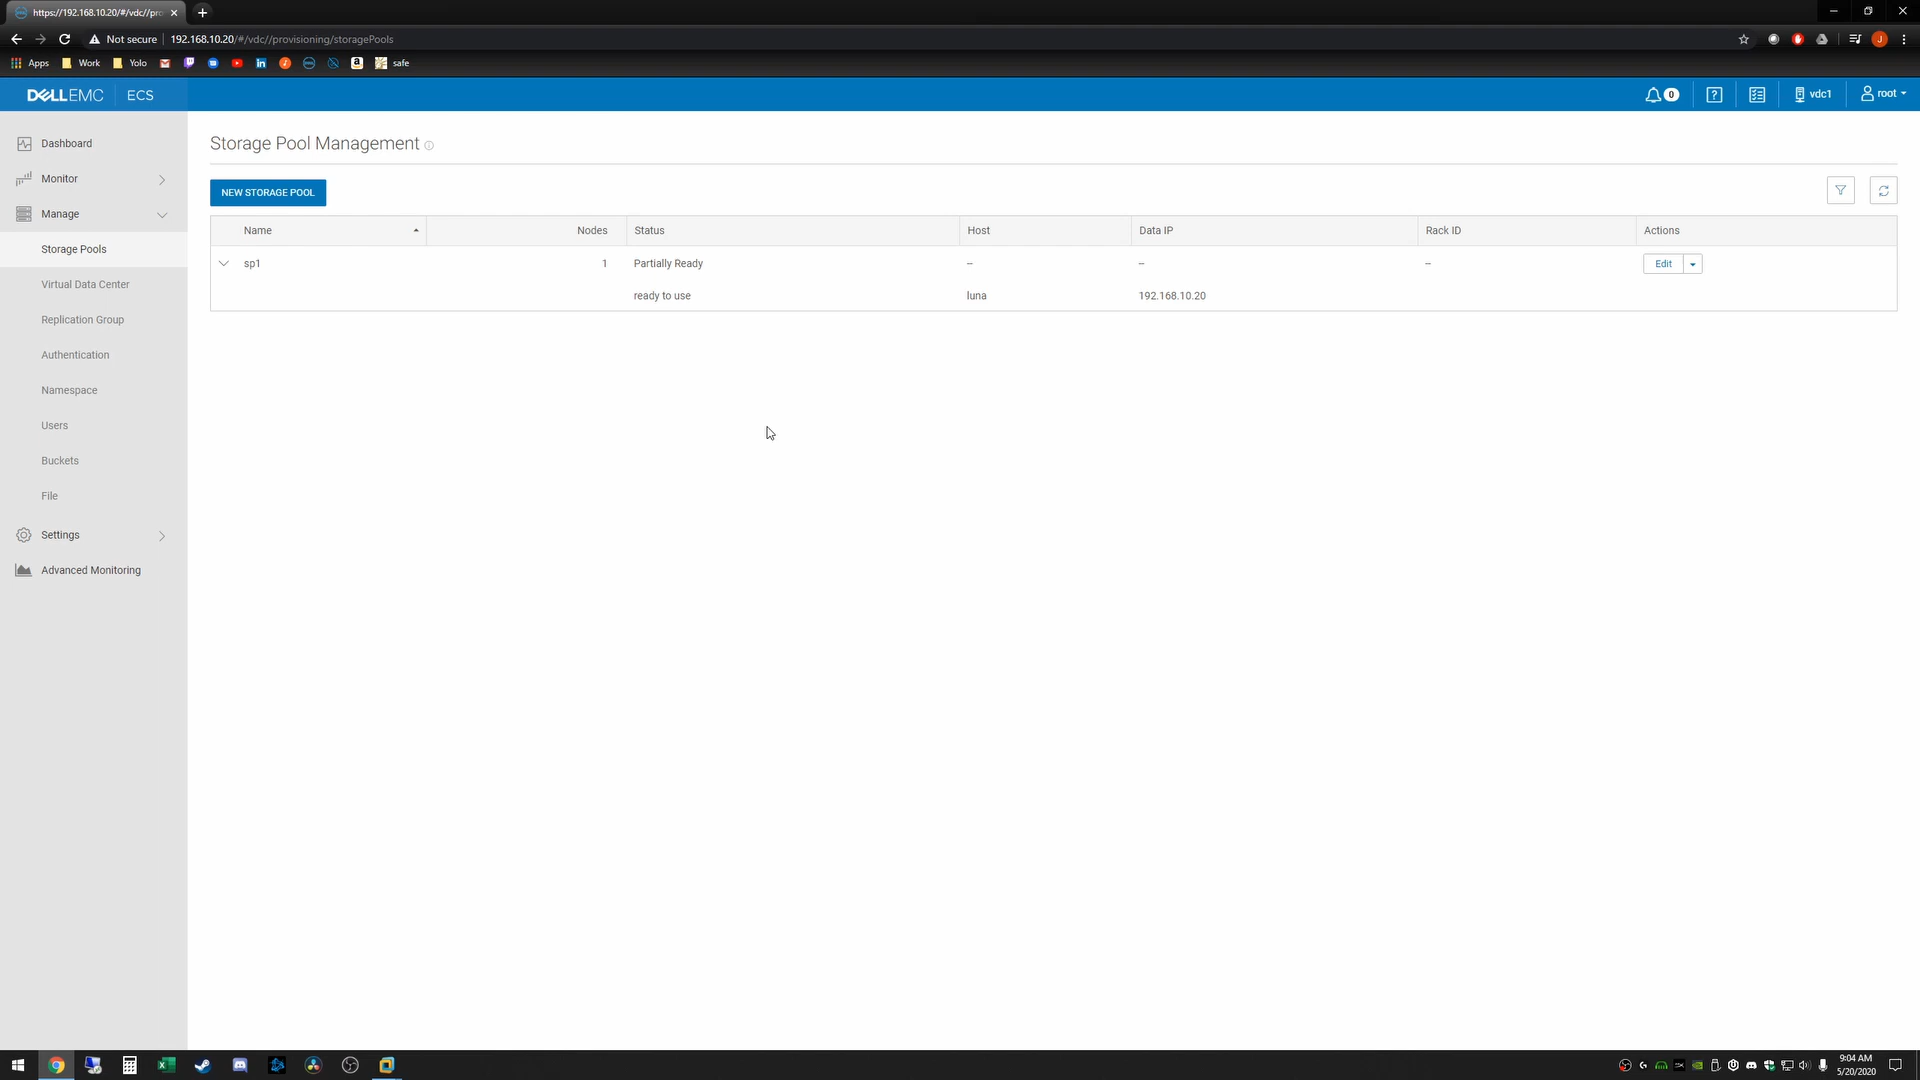 https://192.168.10.20/#/vdc//pro
Not secure 192.168.10.20/#/vdc//provisioning/storagePools
Apps Work Yolo safe
DELLEMC ECS 0 ? vdc1 root
Dashboard
Monitor
Manage
Storage Pools
Virtual Data Center
Replication Group
Authentication
Namespace
Users
Buckets
File
Settings
Advanced Monitoring
Storage Pool Management
NEW STORAGE POOL
Name Nodes Status Host Data IP Rack ID Actions
sp1 1 Partially Ready – – – Edit
ready to use luna 192.168.10.20
9:04 AM
5/20/2020